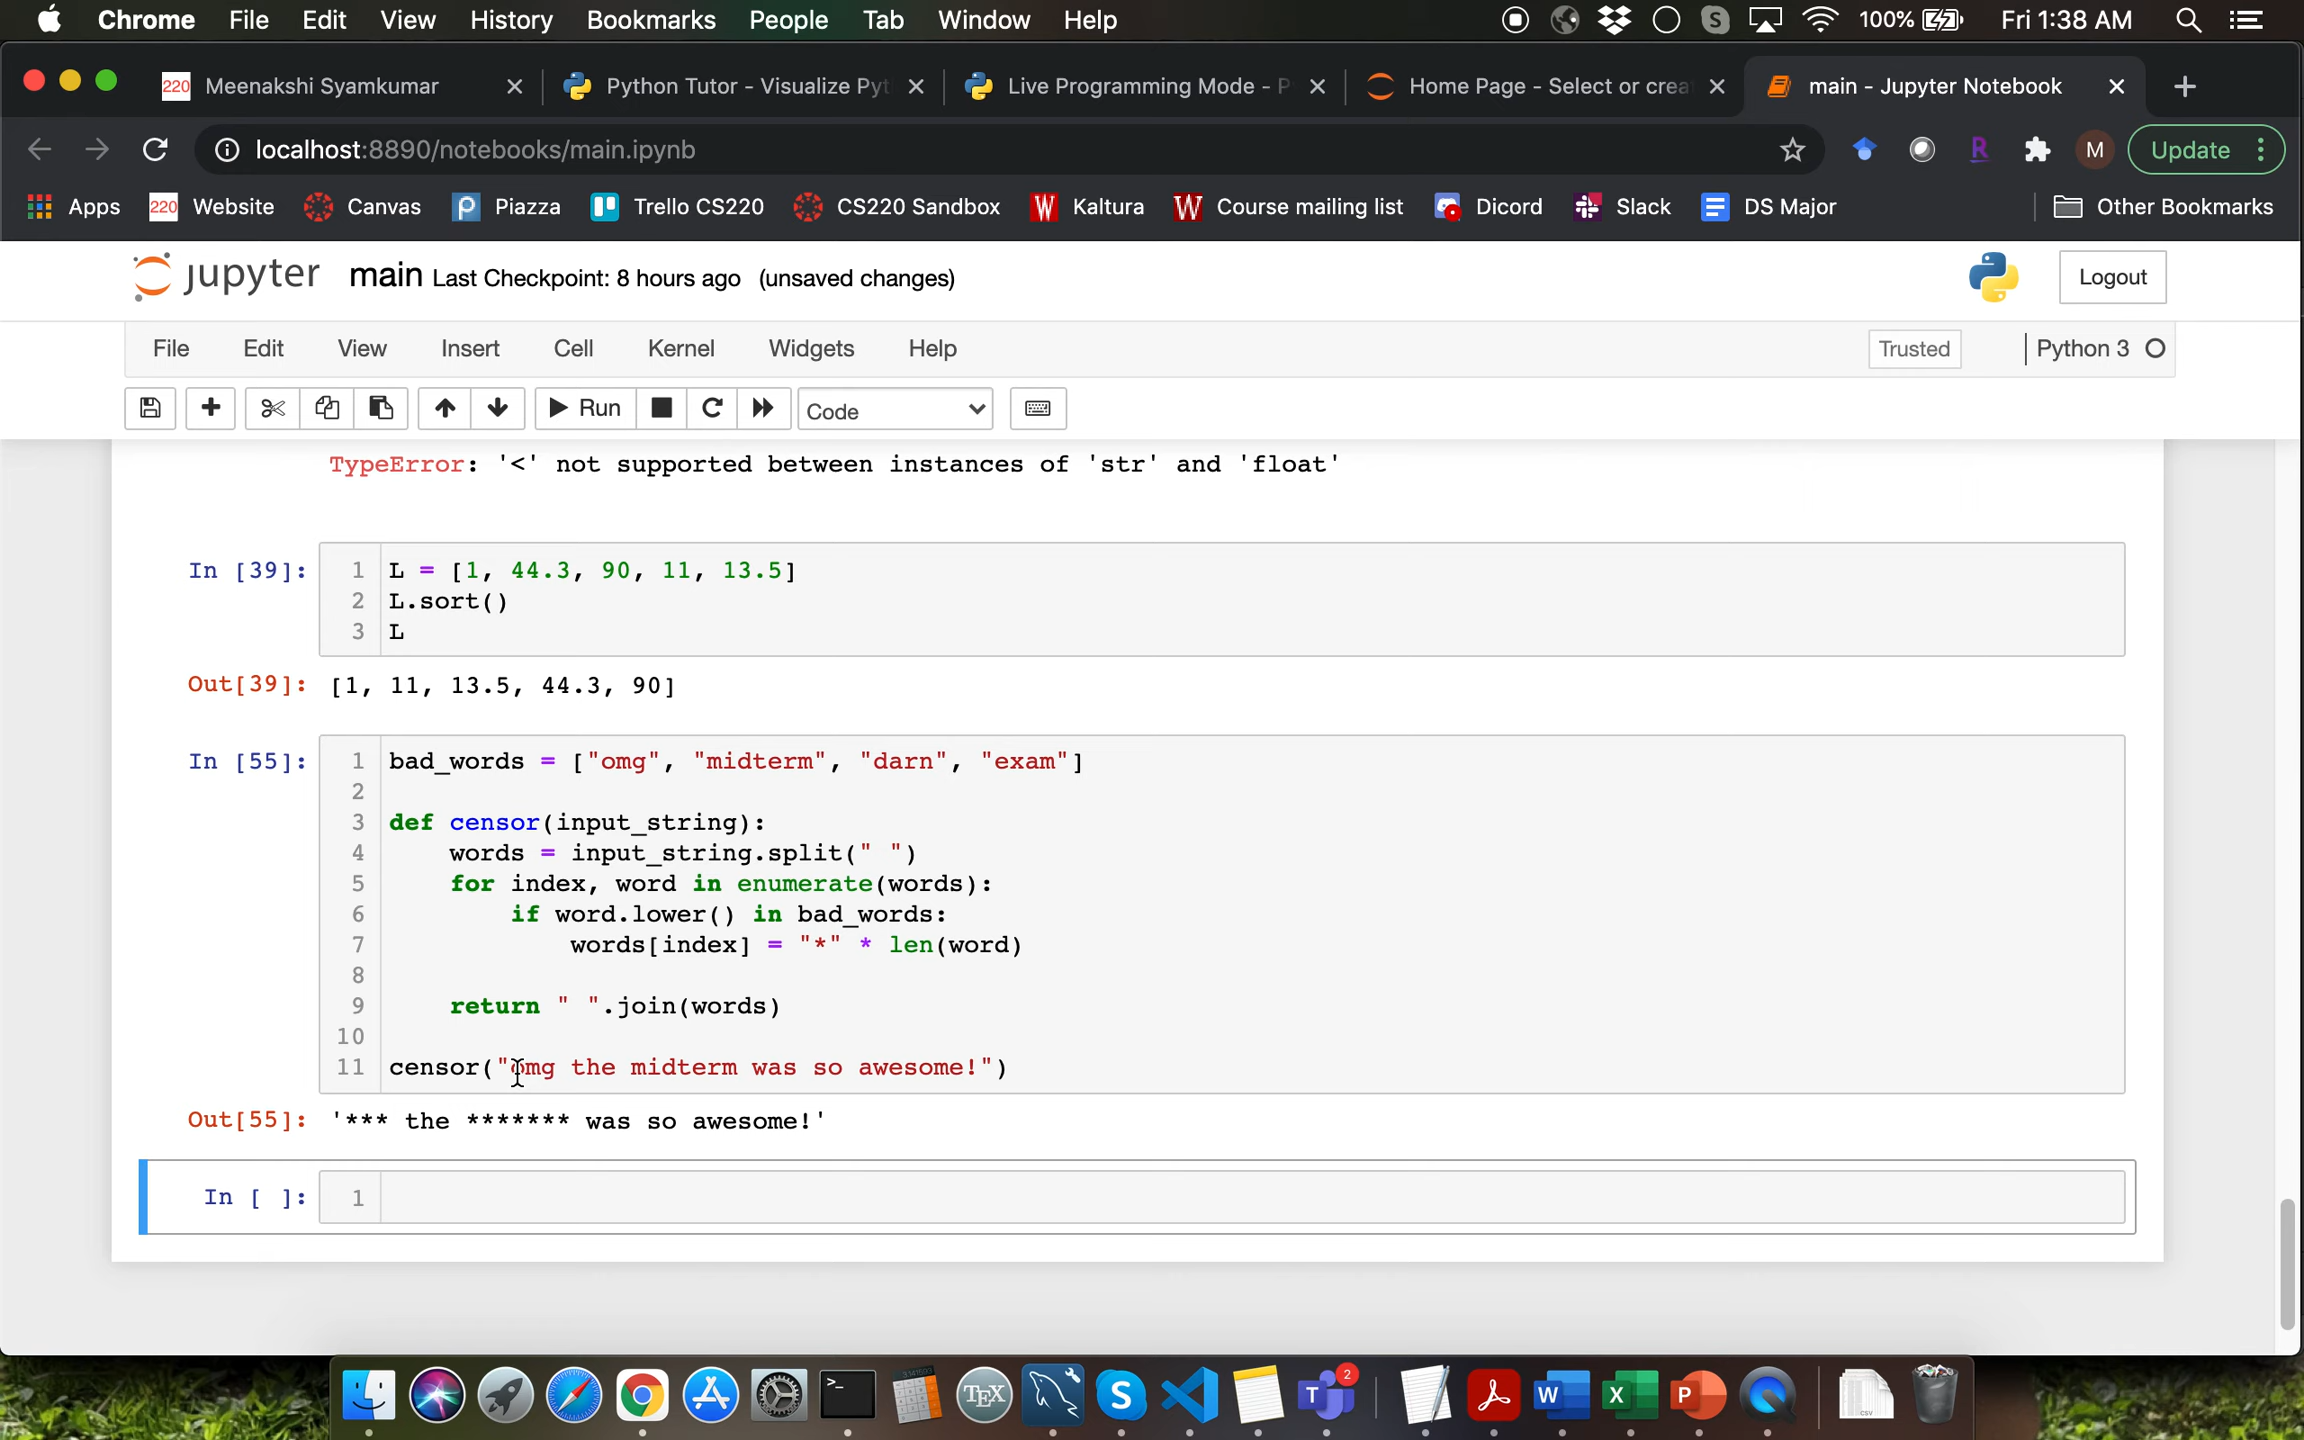 Chrome File Edit View History Bookmarks People Tab Window Help 100% Fri 1:38 AM
220 Meenakshi Syamkumar Python Tutor - Visualize Pyt Live Programming Mode - P Home Page - Select or crea main - Jupyter Notebook
localhost:8890/notebooks/main.ipynb R M Update
Apps 220 Website Canvas Piazza Trello CS220 CS220 Sandbox Kaltura Course mailing list Dicord Slack DS Major Other Bookmarks
jupyter main Last Checkpoint: 8 hours ago (unsaved changes) Logout
File Edit View Insert Cell Kernel Widgets Help Trusted Python 3
Run Code
TypeError: '<' not supported between instances of 'str' and 'float'
In [39]: 1 L = [1, 44.3, 90, 11, 13.5]
2 L.sort()
3 L
Out[39]: [1, 11, 13.5, 44.3, 90]
In [55]: 1 bad_words = ["omg", "midterm", "darn", "exam"]
2
3 def censor(input_string):
4 words = input_string.split(" ")
5 for index, word in enumerate(words):
6 if word.lower() in bad_words:
7 words[index] = "*" * len(word)
8
9 return " ".join(words)
10
11 censor("omg the midterm was so awesome!")
Out[55]: '*** the ******* was so awesome!'
In [ ]: 1
TEX S T 2 W X P CSV